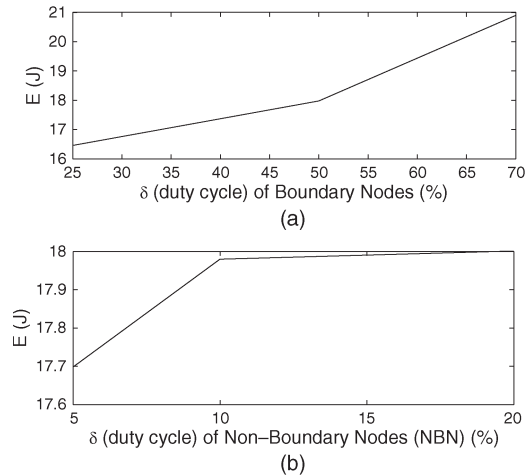 21
20
19
18
17
16
E (J)
25 30 35 40 45 50 55 60 65 70
δ (duty cycle) of Boundary Nodes (%)
(a)
18
17.9
17.8
17.7
17.6
E (J)
5 10 15 20
δ (duty cycle) of Non–Boundary Nodes (NBN) (%)
(b)